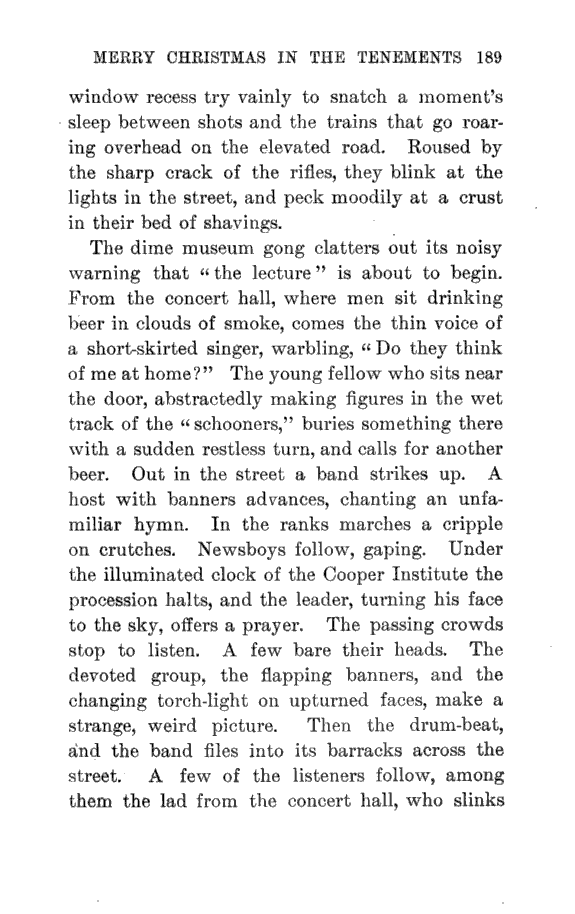 MERRY CHRISTMAS IN THE TENEMENTS 189
window recess try vainly to snatch a moment's
sleep between shots and the trains that go roar-
ing overhead on the elevated road. Roused by
the sharp crack of the rifles, they blink at the
lights in the street, and peck moodily at a crust
in their bed of shavings.
The dime museum gong clatters out its noisy
warning that "the lecture" is about to begin.
From the concert hall, where men sit drinking
beer in clouds of smoke, comes the thin voice of
a short-skirted singer, warbling, "Do they think
of me at home?" The young fellow who sits near
the door, abstractedly making figures in the wet
track of the "schooners," buries something there
with a sudden restless turn, and calls for another
beer. Out in the street a band strikes up. A
host with banners advances, chanting an unfa-
miliar hymn. In the ranks marches a cripple
on crutches. Newsboys follow, gaping. Under
the illuminated clock of the Cooper Institute the
procession halts, and the leader, turning his face
to the sky, offers a prayer. The passing crowds
stop to listen. A few bare their heads. The
devoted group, the flapping banners, and the
changing torch-light on upturned faces, make a
strange, weird picture. Then the drum-beat,
and the band files into its barracks across the
street. A few of the listeners follow, among
them the lad from the concert hall, who slinks